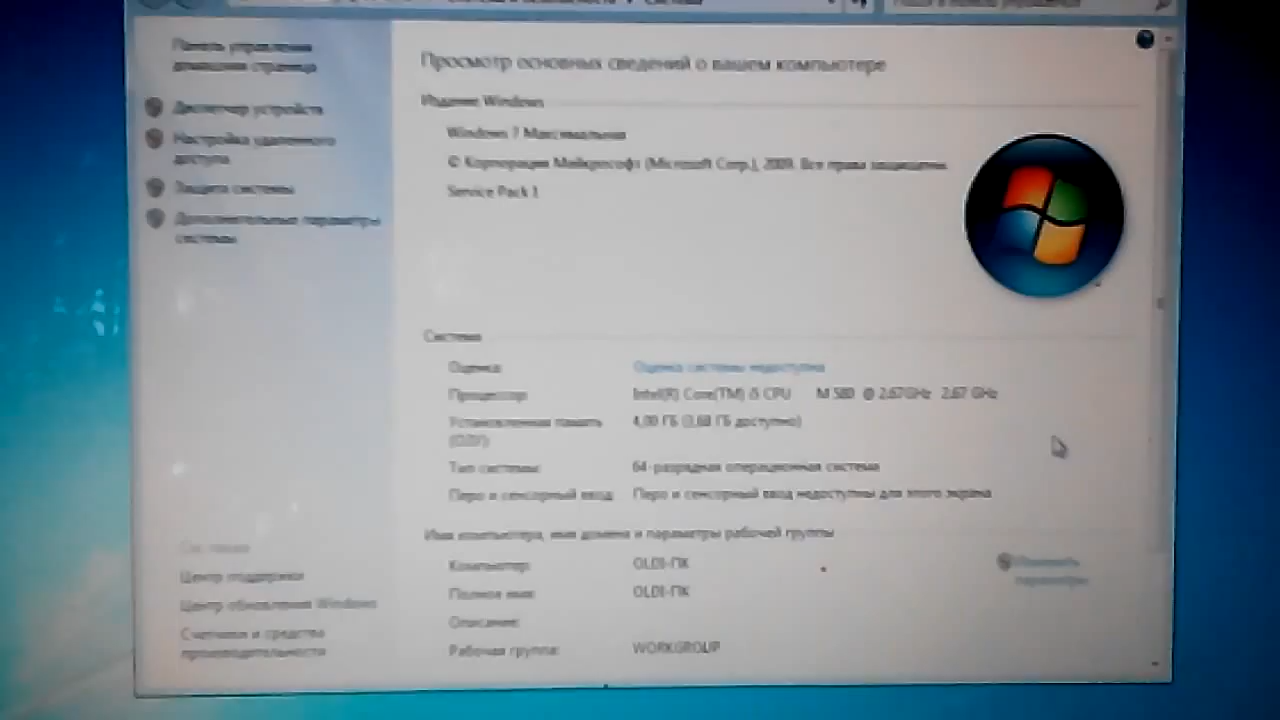 Система и безопасность ▸ Система
Панель управления
домашняя страница
Диспетчер устройств
Настройка удаленного
доступа
Защита системы
Дополнительные параметры
системы
См. также
Центр поддержки
Центр обновления Windows
Счетчики и средства
производительности
Просмотр основных сведений о вашем компьютере
Издание Windows
Windows 7 Максимальная
© Корпорация Майкрософт (Microsoft Corp.), 2009. Все права защищены.
Service Pack 1
Система
Оценка: Оценка системы недоступна
Процессор: Intel(R) Core(TM) i5 CPU M 580 @ 2.67GHz 2.67 GHz
Установленная память 4,00 ГБ (3,68 ГБ доступно)
(ОЗУ):
Тип системы: 64-разрядная операционная система
Перо и сенсорный ввод: Перо и сенсорный ввод недоступны для этого экрана
Имя компьютера, имя домена и параметры рабочей группы
Компьютер: OLDI-ПК
Изменить
параметры
Полное имя: OLDI-ПК
Описание:
Рабочая группа: WORKGROUP